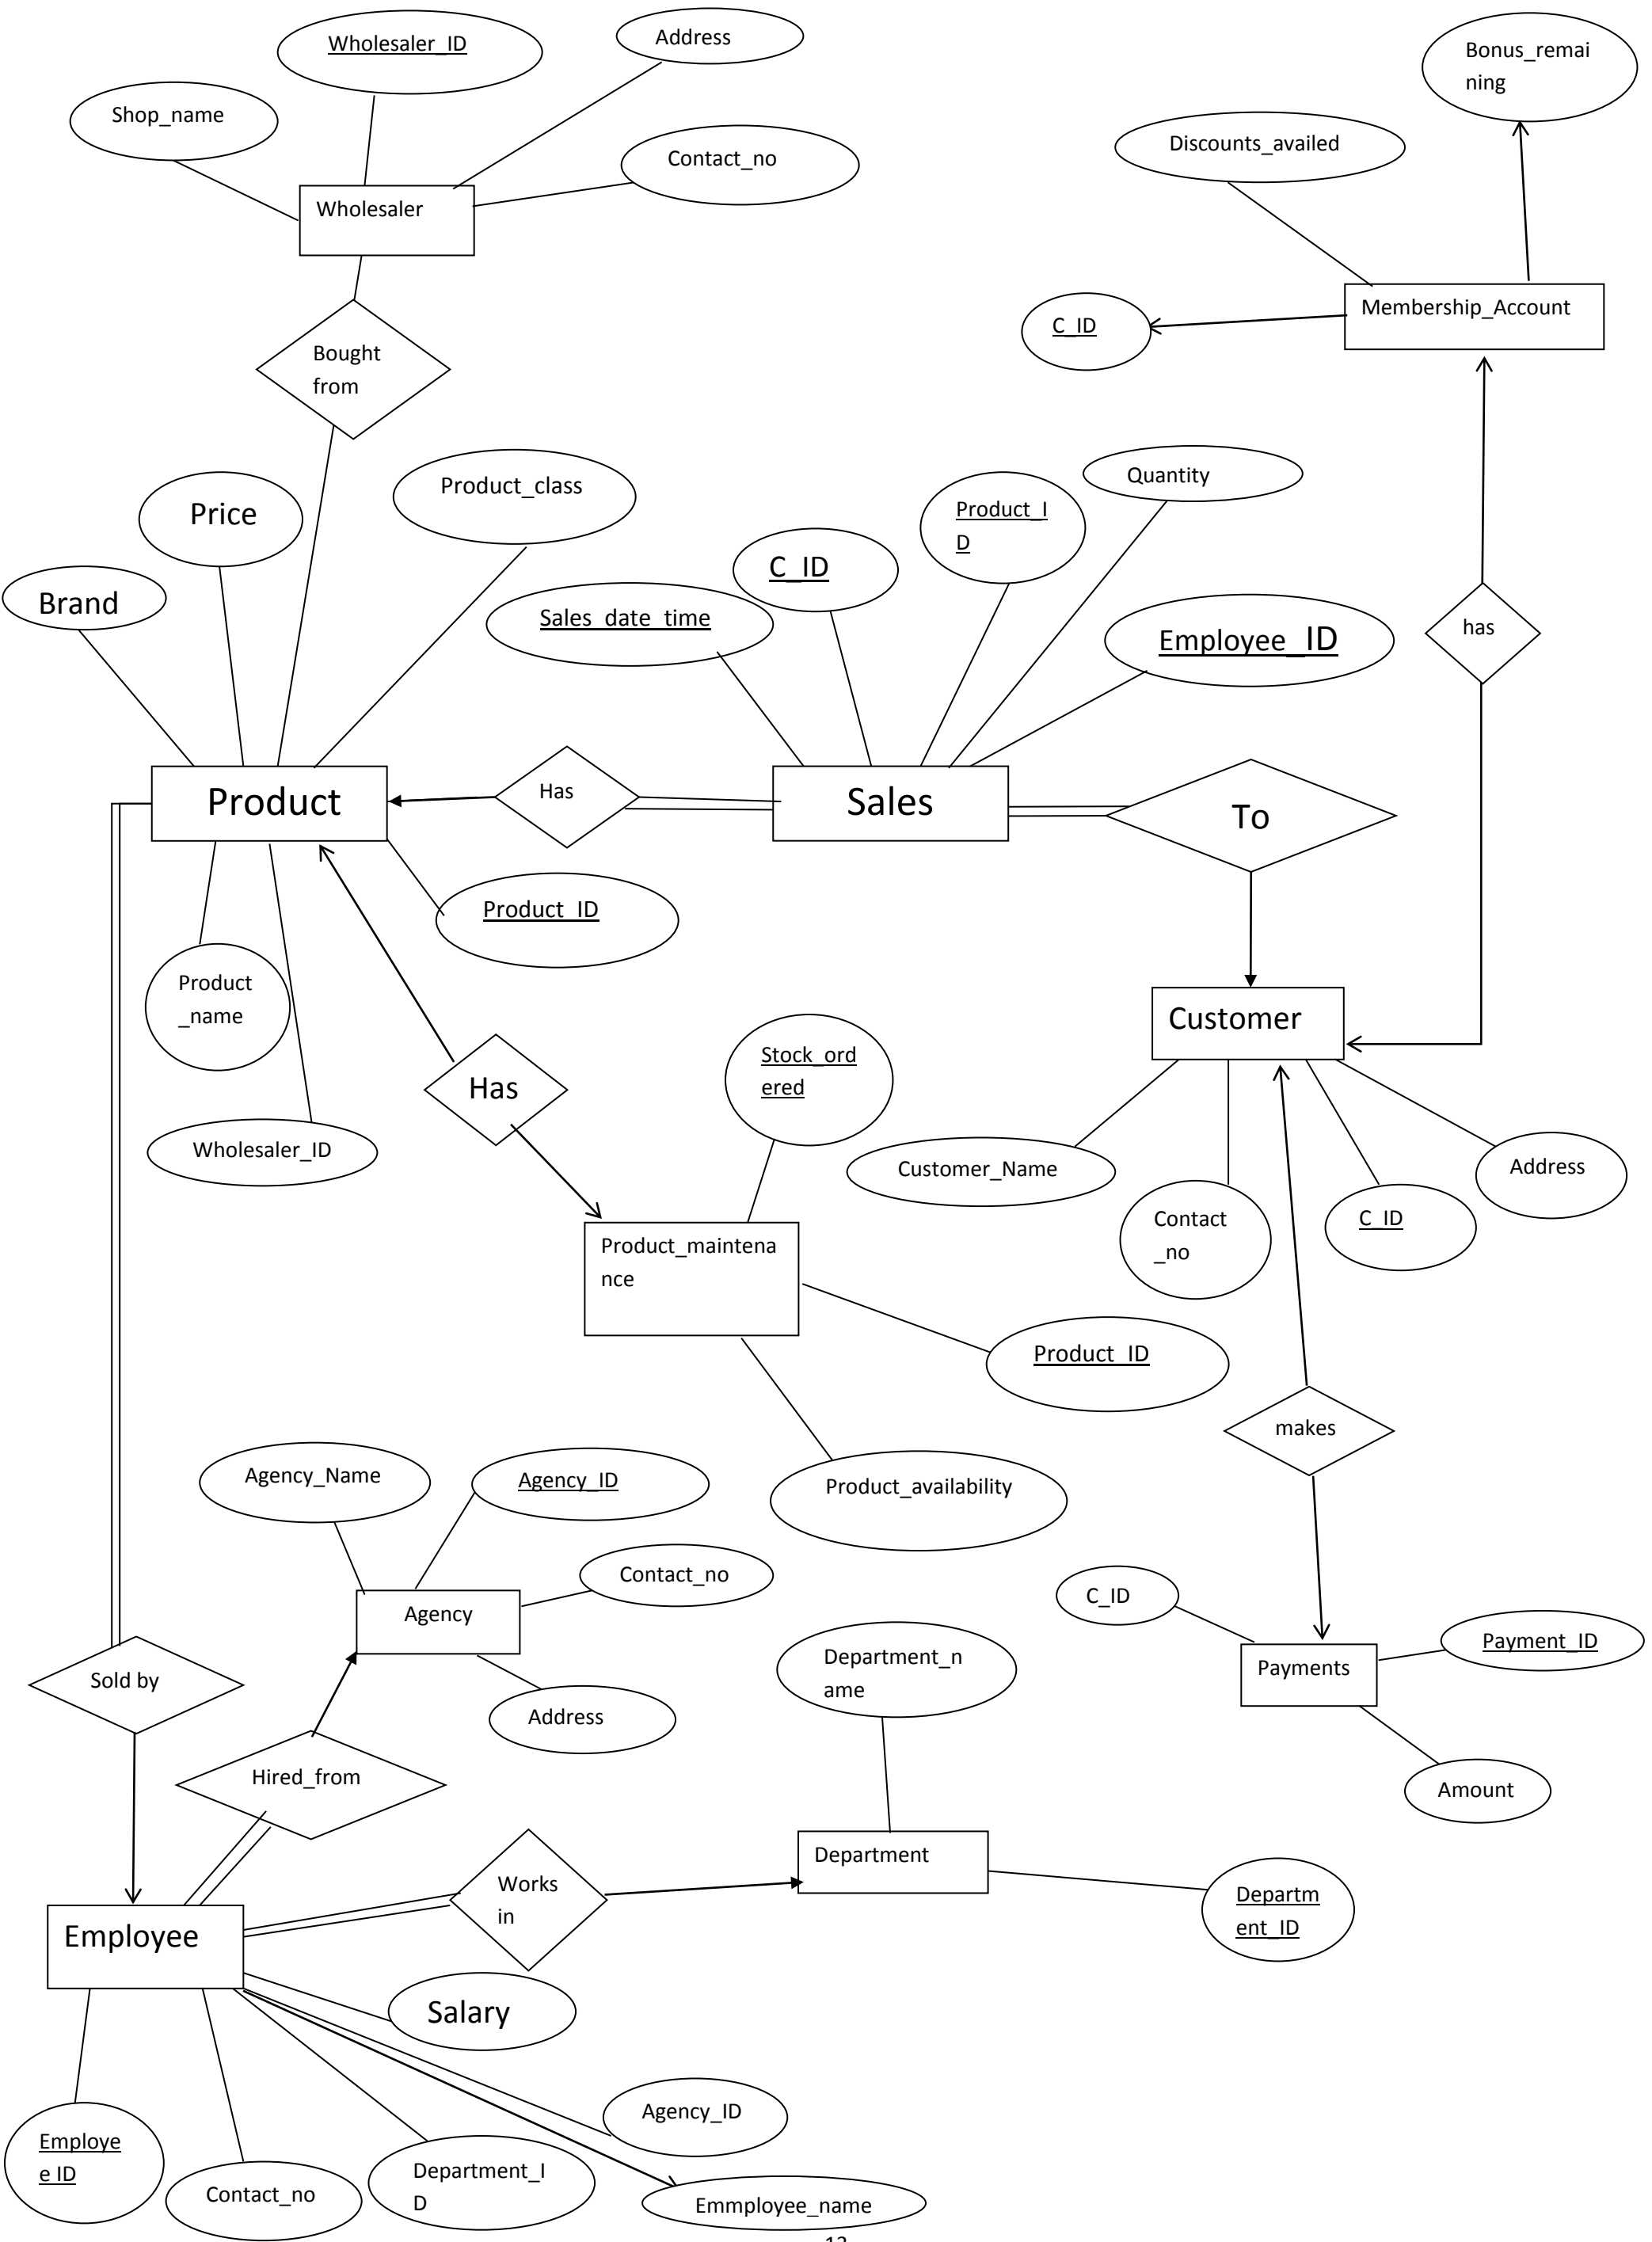 Wholesaler_ID
Address
Bonus_remai
ning
Shop_name
Discounts_availed
Contact_no
Wholesaler
Membership_Account
C_ID
Bought
from
Product_class
Quantity
Price
Product_I
D
C_ID
Brand
Sales_date_time
Employee_ID
has
Product
Has
Sales
To
Product_ID
Product
_name
Customer
Stock_ord
ered
Has
Wholesaler_ID
Customer_Name
Address
Contact
_no
C_ID
Product_maintena
nce
Product_ID
makes
Agency_Name
Agency_ID
Product_availability
Contact_no
C_ID
Agency
Payment_ID
Department_n
ame
Payments
Sold by
Address
Hired_from
Amount
Department
Works
in
Departm
ent_ID
Employee
Salary
Agency_ID
Employe
e ID
Department_I
D
Contact_no
Emmployee_name